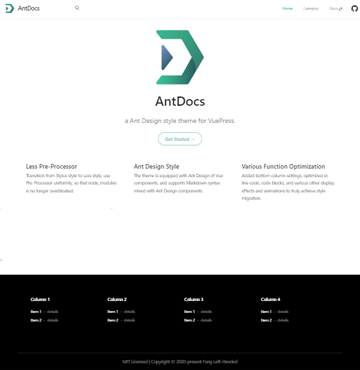 AntDocs
Home
Category
Docs
AntDocs
a Ant Design style theme for VuePress.
Get Started →
Less Pre-Processor
Transition from Stylus style to Less style, use
Pre-Processor uniformly, so that node_modules
is no longer overloaded.
Ant Design Style
The theme is equipped with Ant Design of Vue
components, and supports Markdown syntax
mixed with Ant Design components.
Various Function Optimization
Added bottom column settings, optimized in
line code, code blocks, and various other display
effects and animations to truly achieve style
migration.
Column 1
Item 1 - details
Item 2 - details
Column 2
Item 1 - details
Item 2 - details
Column 3
Item 1 - details
Item 2 - details
Column 4
Item 1 - details
Item 2 - details
MIT Licensed | Copyright © 2020-present Fang Left-Handed